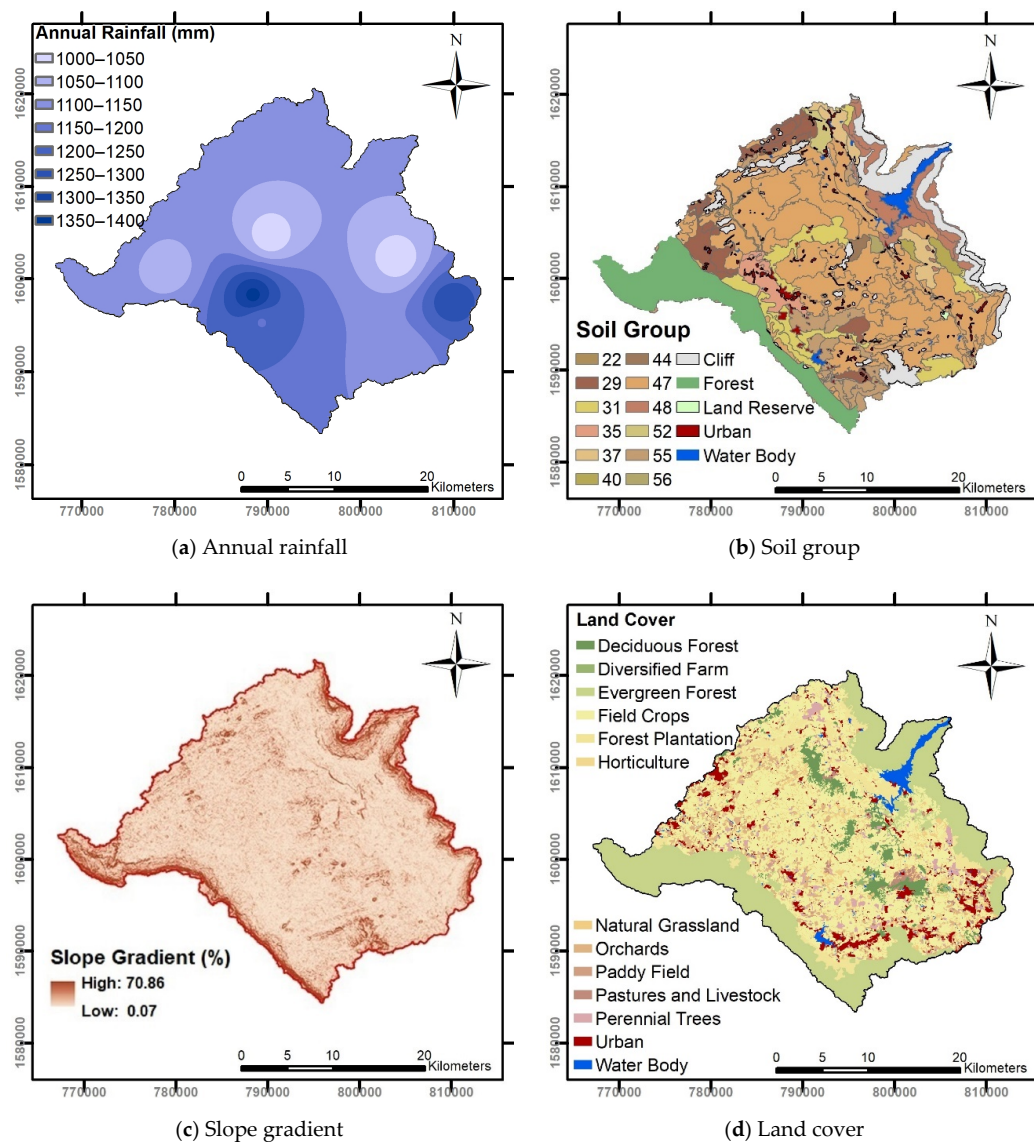 Annual Rainfall (mm)
1000–1050
1050–1100
1100–1150
1150–1200
1200–1250
1250–1300
1300–1350
1350–1400
N
1620000
1610000
1600000
1590000
1580000
0 5 10 20
Kilometers
770000 780000 790000 800000 810000
(a) Annual rainfall
N
1620000
1610000
1600000
1590000
1580000
Soil Group
22 44 Cliff
29 47 Forest
31 48 Land Reserve
35 52 Urban
37 55 Water Body
40 56
0 5 10 20
Kilometers
770000 780000 790000 800000 810000
(b) Soil group
N
1620000
1610000
1600000
1590000
1580000
Slope Gradient (%)
High: 70.86
Low: 0.07
0 5 10 20
Kilometers
770000 780000 790000 800000 810000
(c) Slope gradient
Land Cover
Deciduous Forest
Diversified Farm
Evergreen Forest
Field Crops
Forest Plantation
Horticulture
N
1620000
1610000
1600000
1590000
1580000
Natural Grassland
Orchards
Paddy Field
Pastures and Livestock
Perennial Trees
Urban
Water Body
0 5 10 20
Kilometers
770000 780000 790000 800000 810000
(d) Land cover